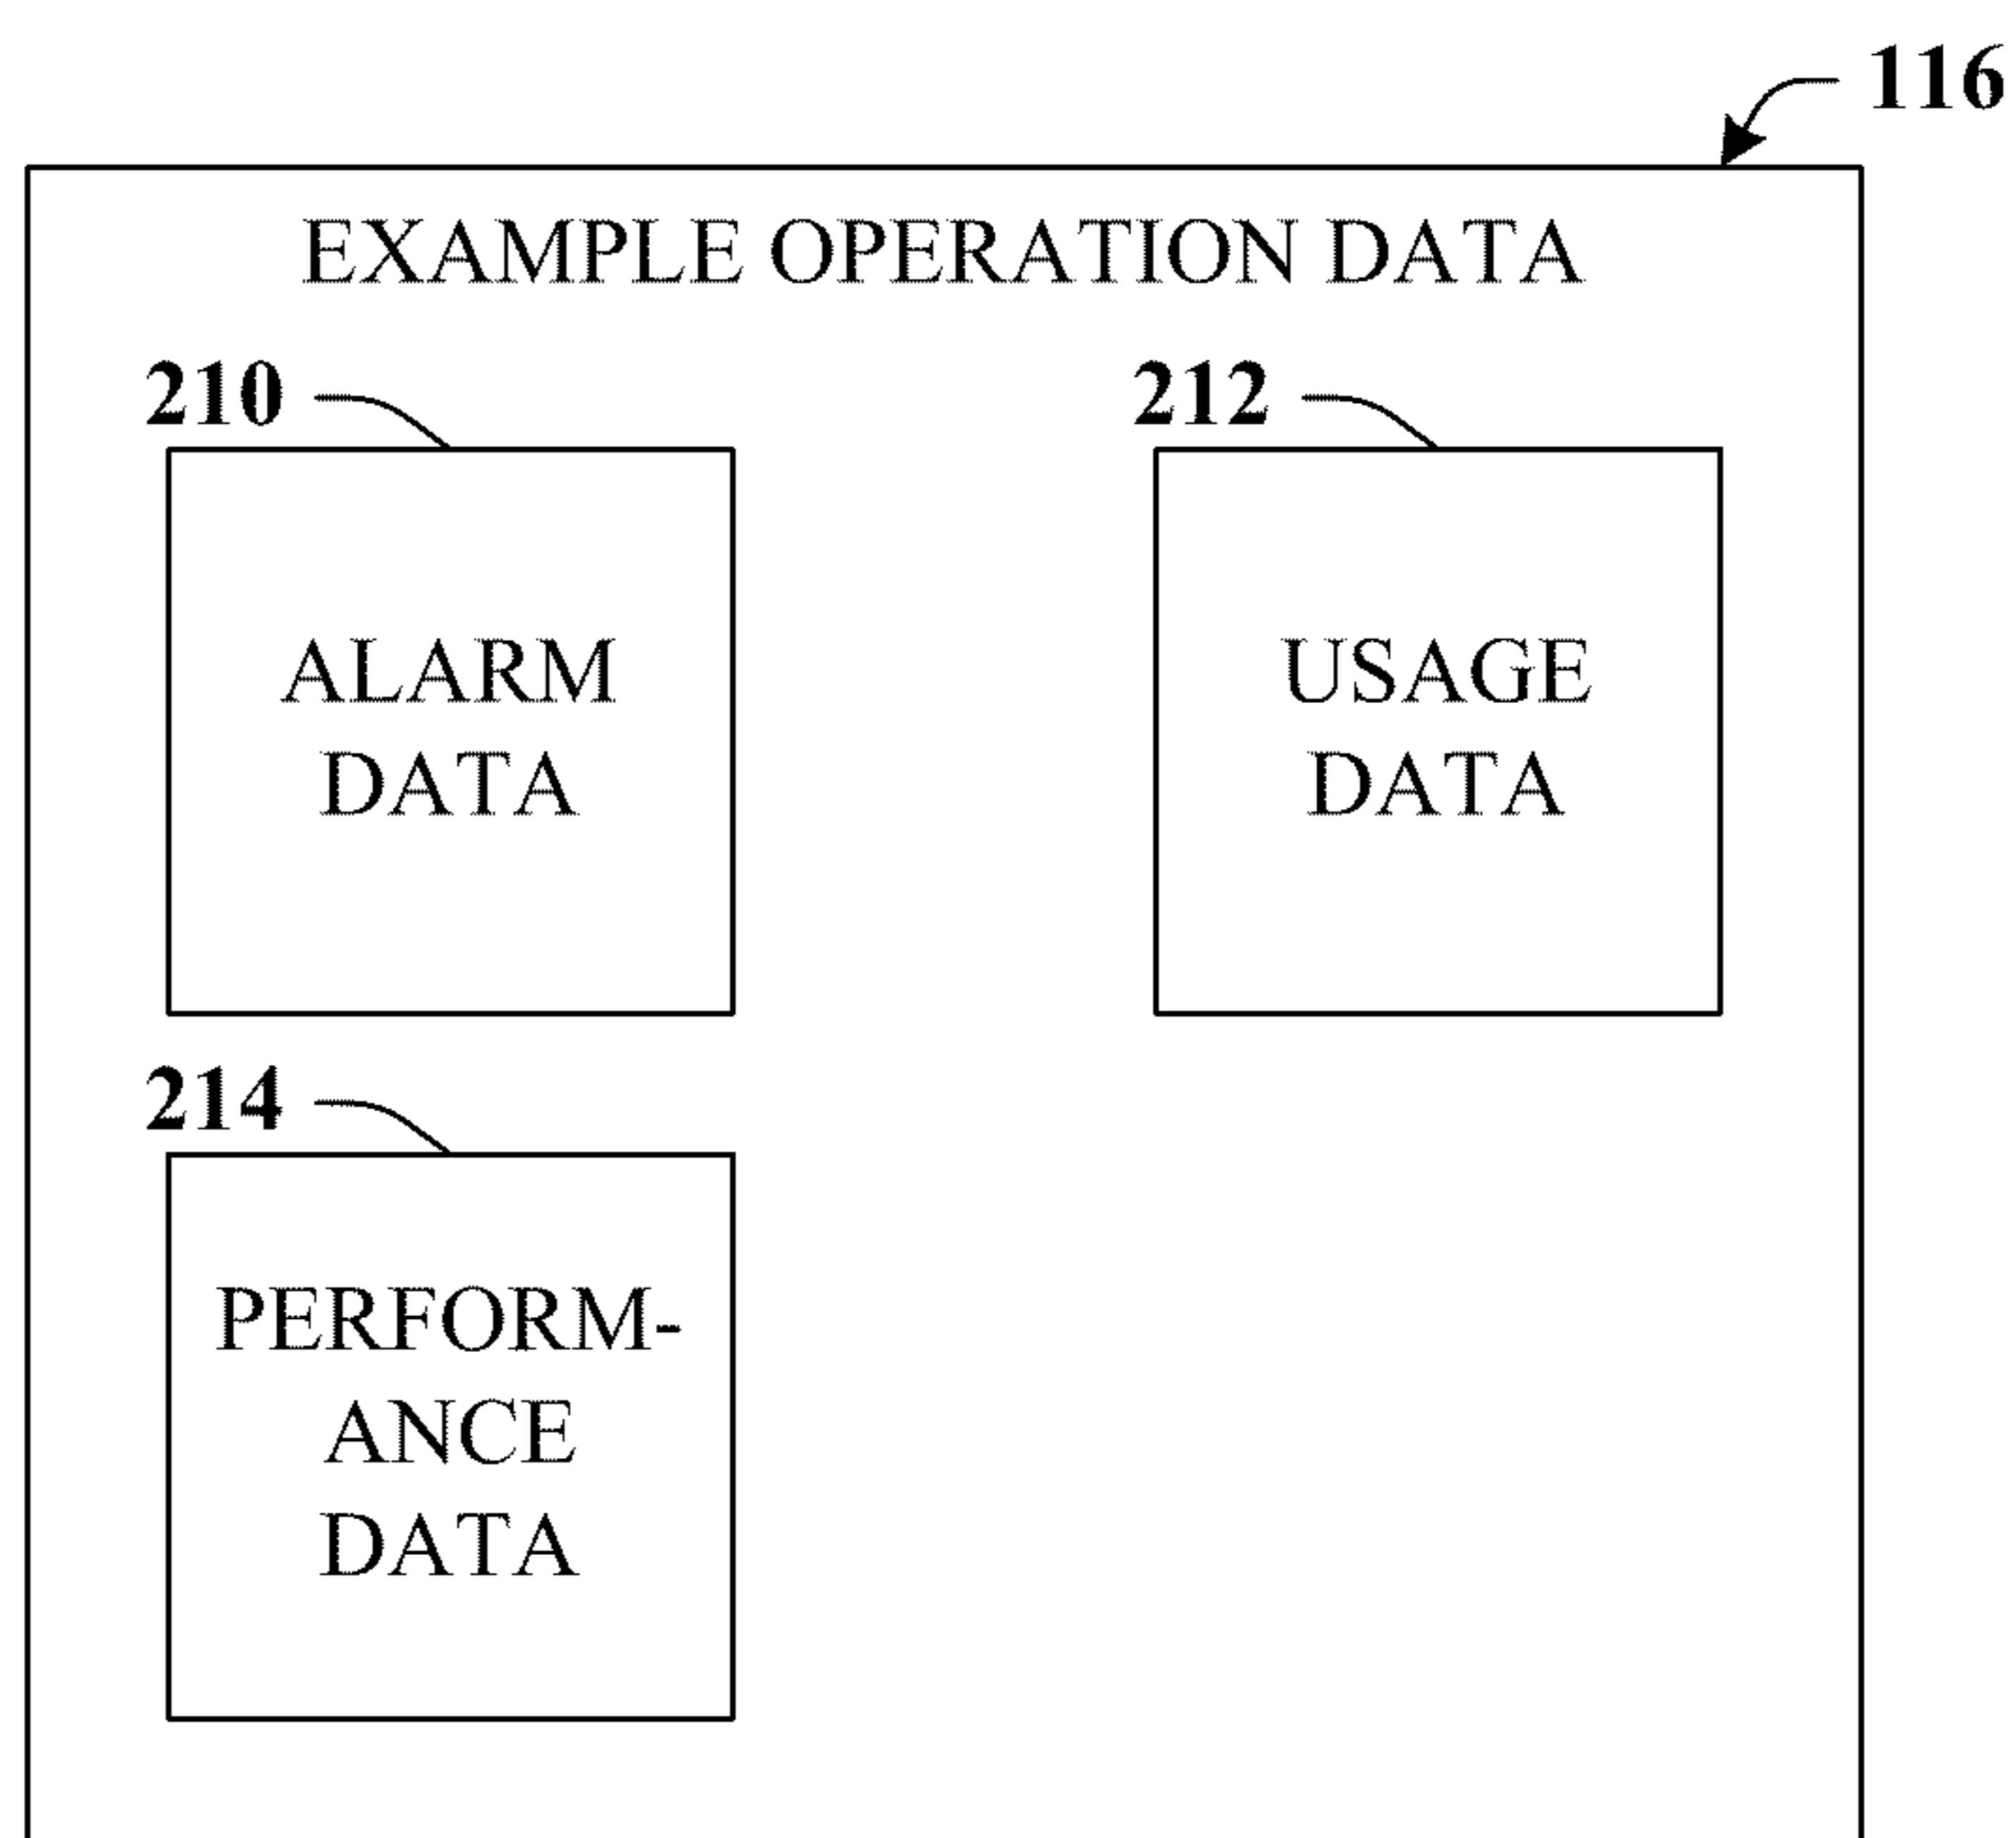 116
EXAMPLE OPERATION DATA
210
212
ALARM
DATA
USAGE
DATA
214
PERFORM-
ANCE
DATA